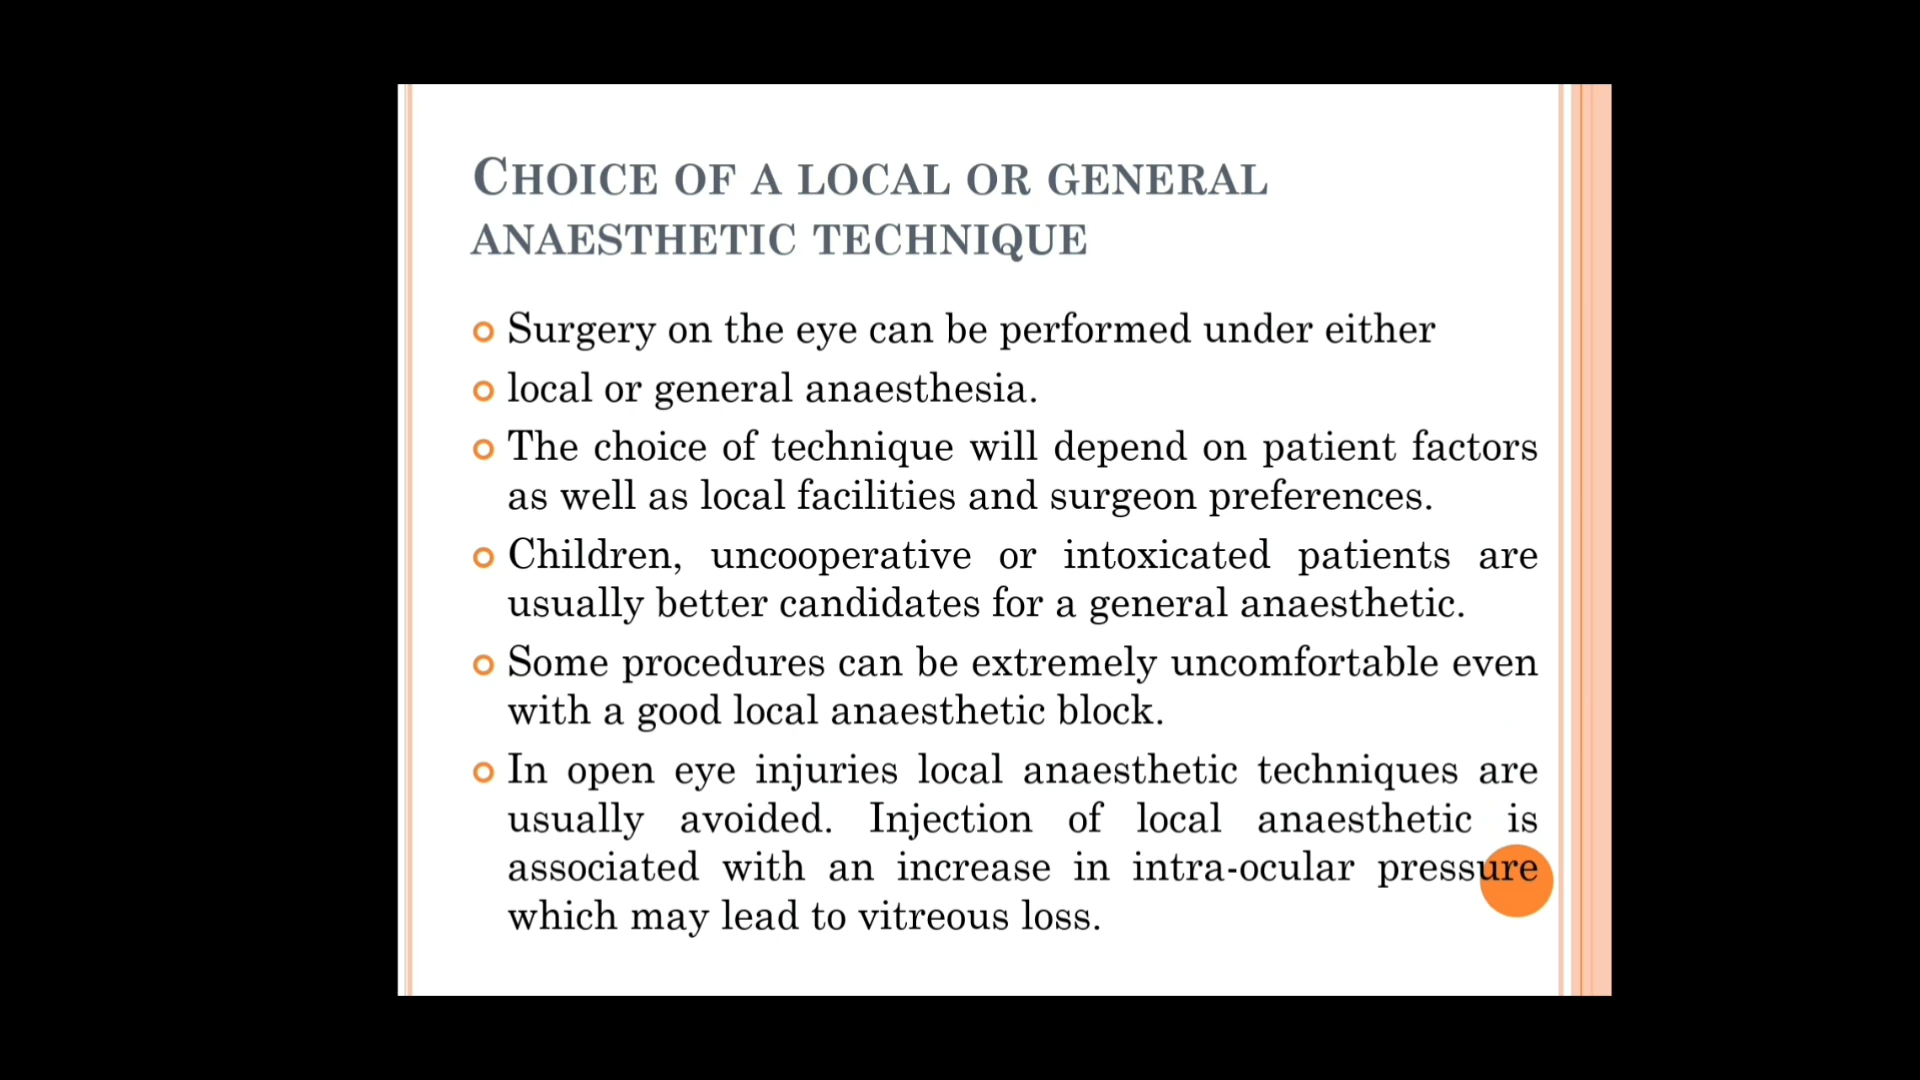 CHOICE OF A LOCAL OR GENERAL
ANAESTHETIC TECHNIQUE
Surgery on the eye can be performed under either
local or general anaesthesia.
The choice of technique will depend on patient factors
as well as local facilities and surgeon preferences.
Children, uncooperative or intoxicated patients are
usually better candidates for a general anaesthetic.
Some procedures can be extremely uncomfortable even
with a good local anaesthetic block.
In open eye injuries local anaesthetic techniques are
usually avoided. Injection of local anaesthetic is
associated with an increase in intra-ocular pressure
which may lead to vitreous loss.